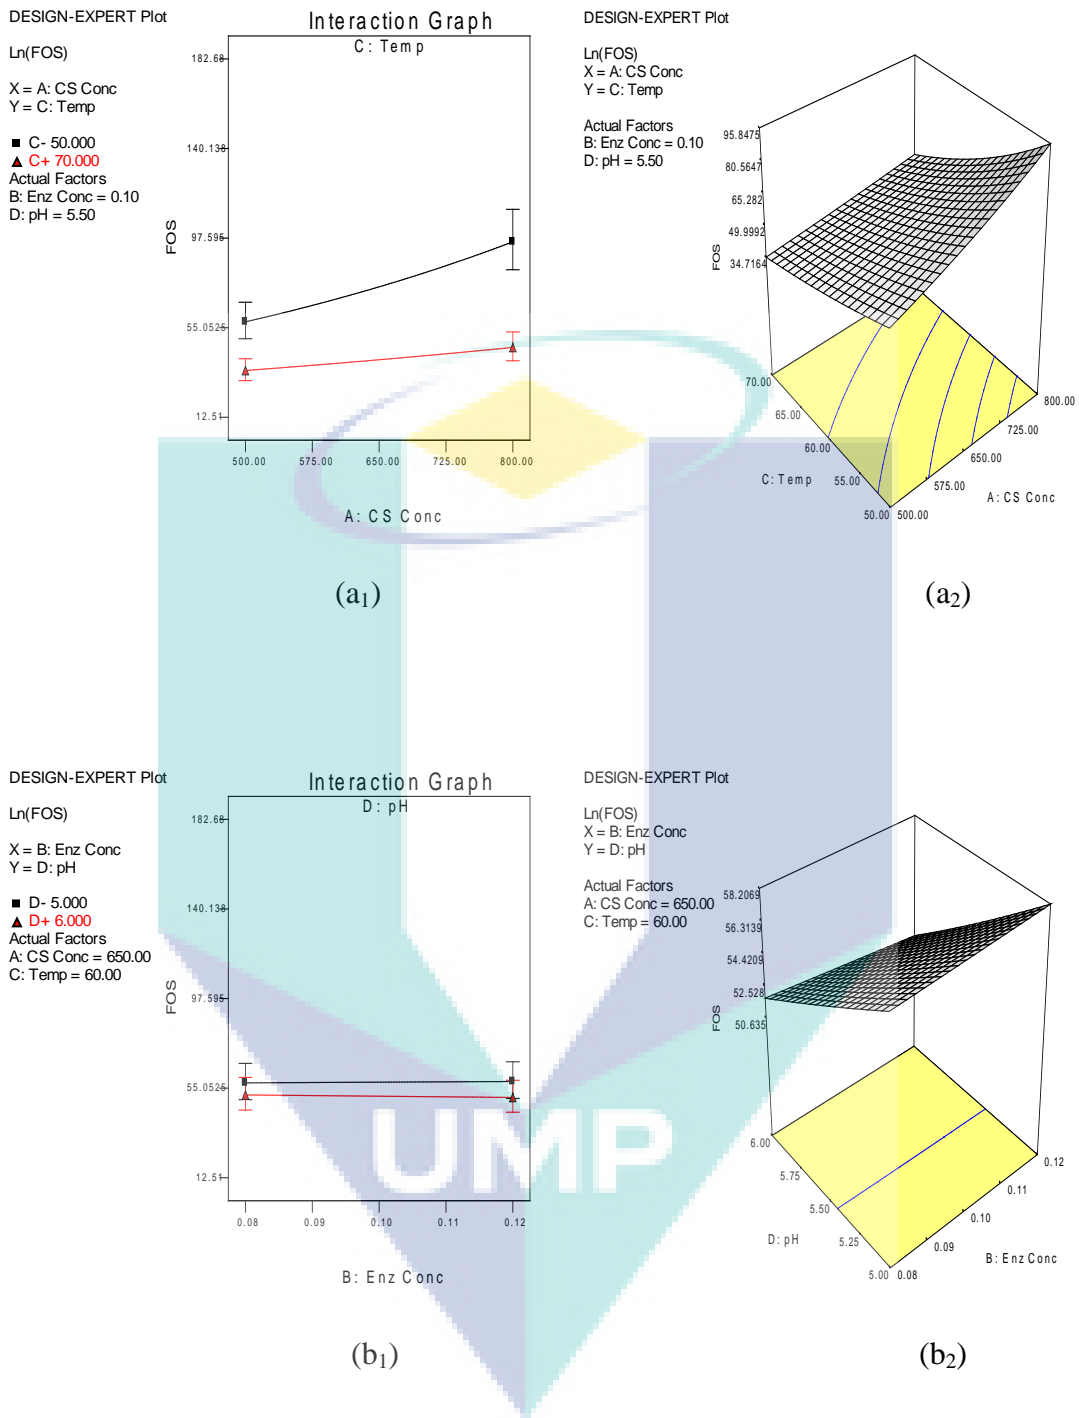 DESIGN-EXPERT Plot
Ln(FOS)
X = A: CS Conc
Y = C: Temp
C- 50.000
C+ 70.000
Actual Factors
B: Enz Conc = 0.10
D: pH = 5.50
Interaction Graph
C: Temp
182.68
140.138
97.595
55.0526
12.51
FOS
500.00 575.00 650.00 725.00 800.00
A: CS Conc
(a1)
DESIGN-EXPERT Plot
Ln(FOS)
X = A: CS Conc
Y = C: Temp
Actual Factors
B: Enz Conc = 0.10
D: pH = 5.50
95.8475
80.5647
65.282
49.9992
34.7164
FOS
70.00
65.00
60.00
55.00
50.00
C: Temp
500.00
575.00
650.00
725.00
800.00
A: CS Conc
(a2)
DESIGN-EXPERT Plot
Ln(FOS)
X = B: Enz Conc
Y = D: pH
D- 5.000
D+ 6.000
Actual Factors
A: CS Conc = 650.00
C: Temp = 60.00
Interaction Graph
D: pH
182.68
140.138
97.595
55.0526
12.51
FOS
0.08 0.09 0.10 0.11 0.12
B: Enz Conc
(b1)
DESIGN-EXPERT Plot
Ln(FOS)
X = B: Enz Conc
Y = D: pH
Actual Factors
A: CS Conc = 650.00
C: Temp = 60.00
58.2069
56.3139
54.4209
52.528
50.635
FOS
6.00
5.75
5.50
5.25
5.00
D: pH
0.08
0.09
0.10
0.11
0.12
B: Enz Conc
(b2)
UMP